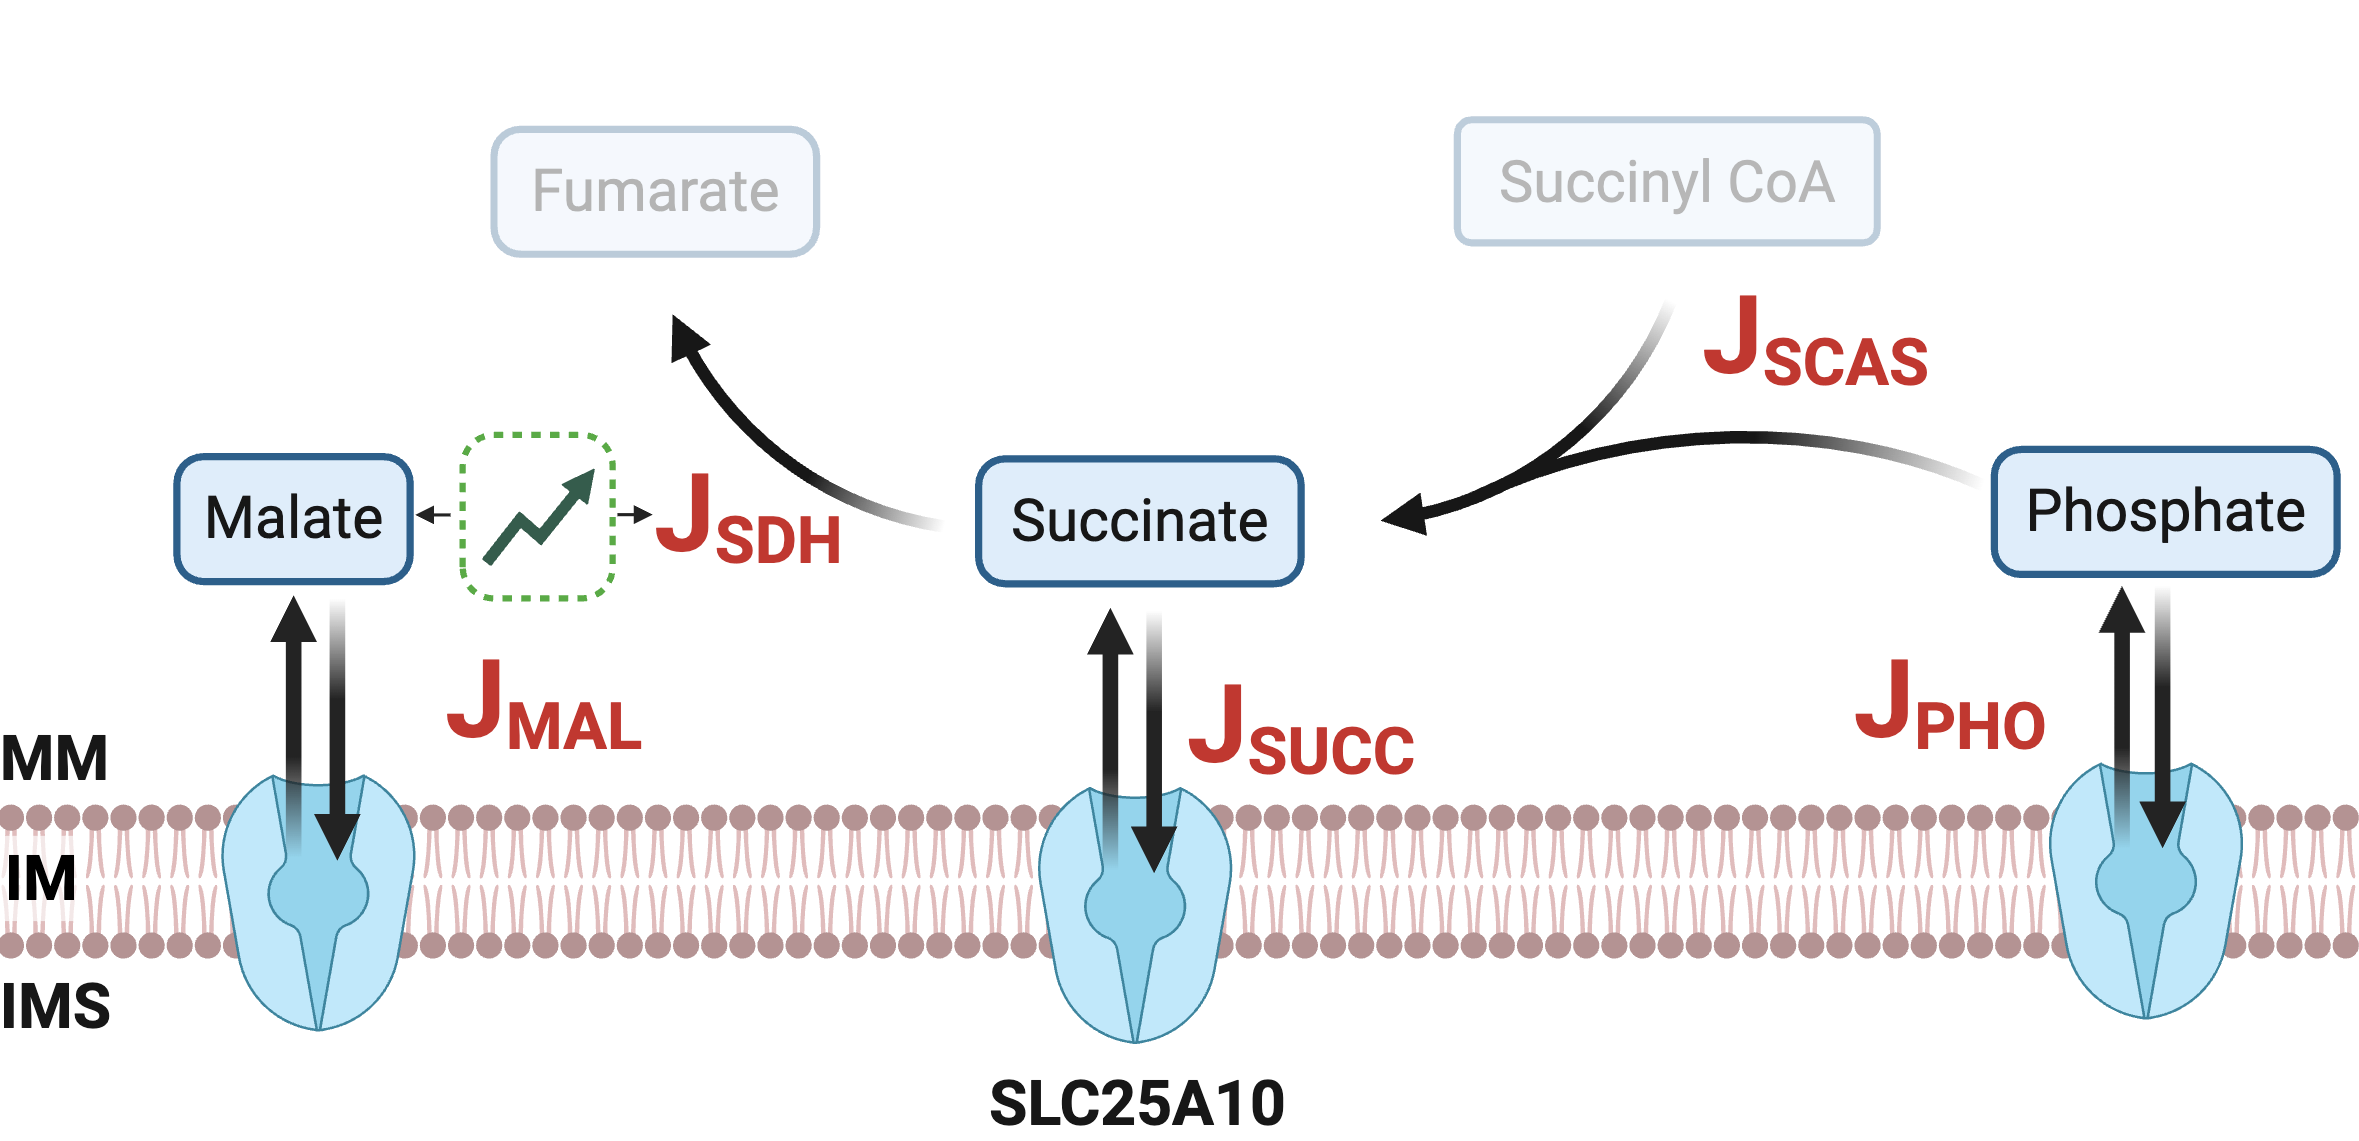 Fumarate
Succinyl CoA
JSCAS
Malate
JSDH
Succinate
Phosphate
JMAL
JSUCC
JPHO
MM
IM
IMS
SLC25A10